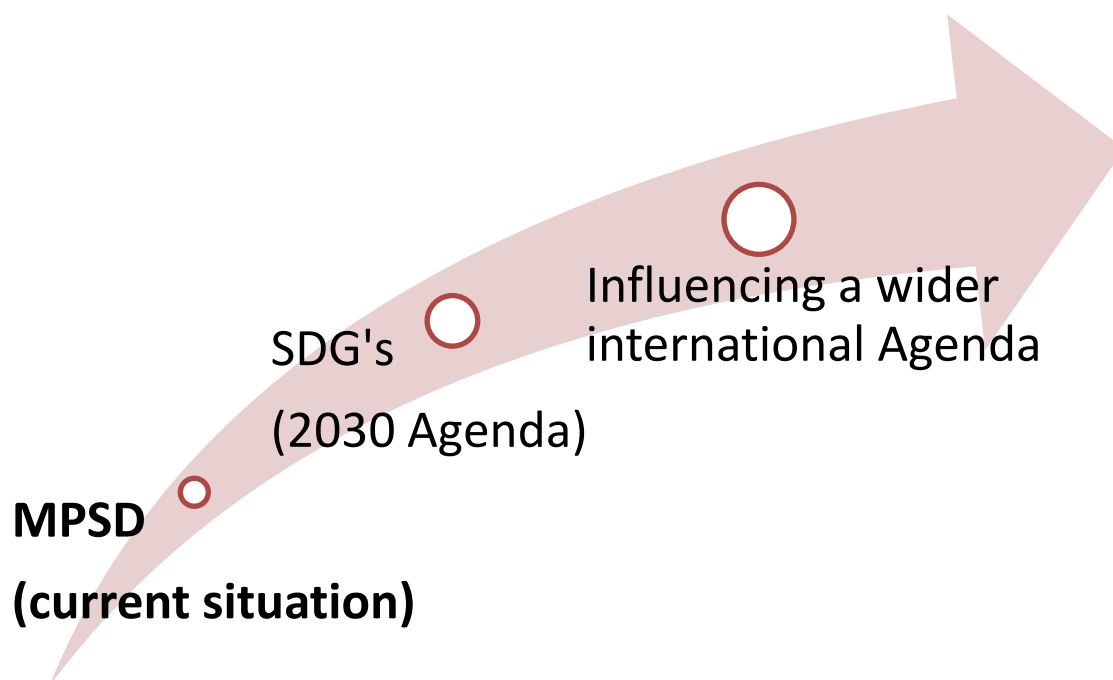 MPSD
(current situation)
SDG's
(2030 Agenda)
Influencing a wider
international Agenda